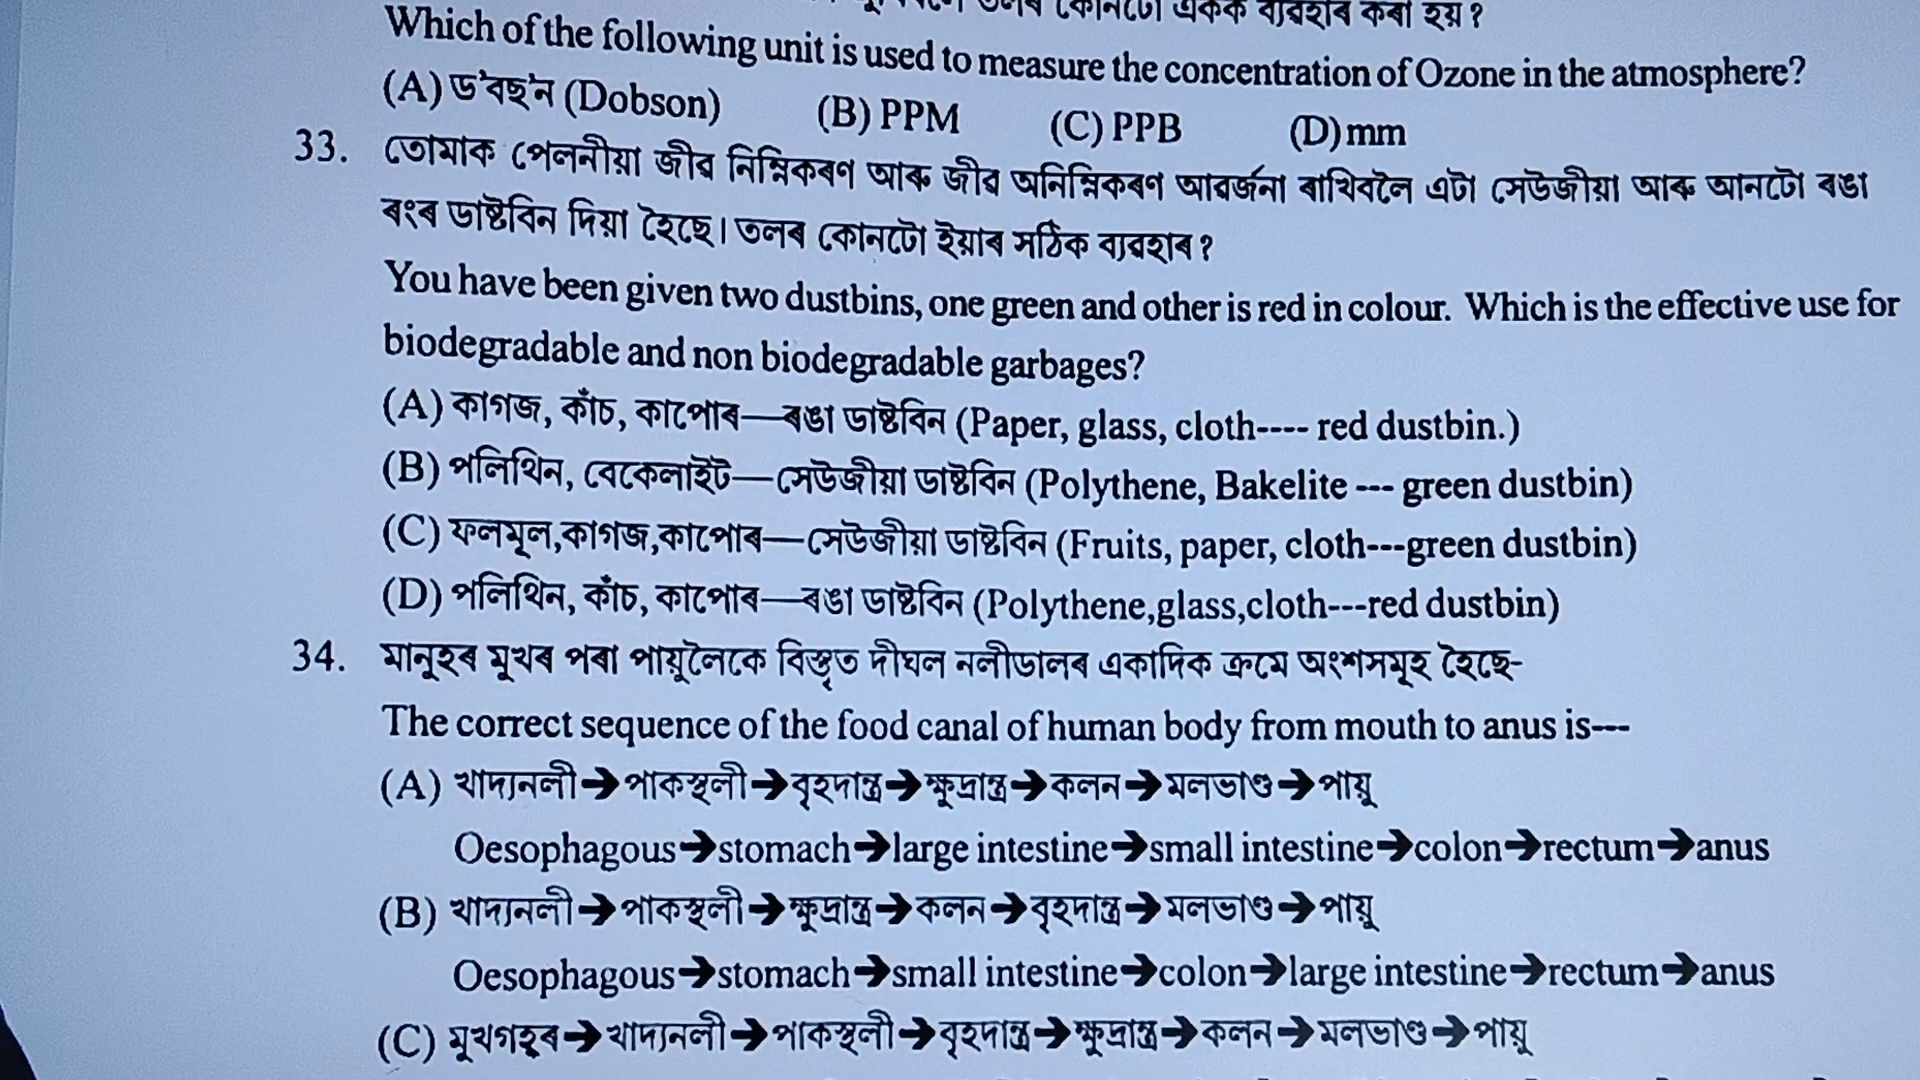 তলৰ কোনটো একক ব্যৱহাৰ কৰা হয় ?
Which of the following unit is used to measure the concentration of Ozone in the atmosphere?
(A) ড'বছ'ন (Dobson) (B) PPM (C) PPB (D) mm
33. তোমাক পেলনীয়া জীৱ নিম্নিকৰণ আৰু জীৱ অনিম্নিকৰণ আৱৰ্জনা ৰাখিবলৈ এটা সেউজীয়া আৰু আনটো ৰঙা
ৰংৰ ডাষ্টবিন দিয়া হৈছে। তলৰ কোনটো ইয়াৰ সঠিক ব্যৱহাৰ ?
You have been given two dustbins, one green and other is red in colour. Which is the effective use for
biodegradable and non biodegradable garbages?
(A) কাগজ, কাঁচ, কাপোৰ—ৰঙা ডাষ্টবিন (Paper, glass, cloth---- red dustbin.)
(B) পলিথিন, বেকেলাইট—সেউজীয়া ডাষ্টবিন (Polythene, Bakelite --- green dustbin)
(C) ফলমূল,কাগজ,কাপোৰ—সেউজীয়া ডাষ্টবিন (Fruits, paper, cloth---green dustbin)
(D) পলিথিন, কাঁচ, কাপোৰ—ৰঙা ডাষ্টবিন (Polythene,glass,cloth---red dustbin)
34. মানুহৰ মুখৰ পৰা পায়ুলৈকে বিস্তৃত দীঘল নলীডালৰ একাদিক ক্ৰমে অংশসমূহ হৈছে-
The correct sequence of the food canal of human body from mouth to anus is---
(A) খাদ্যনলী➔পাকস্থলী➔বৃহদান্ত্ৰ➔ক্ষুদ্ৰান্ত্ৰ➔কলন➔মলভাণ্ড➔পায়ু
Oesophagous➔stomach➔large intestine➔small intestine➔colon➔rectum➔anus
(B) খাদ্যনলী➔পাকস্থলী➔ক্ষুদ্ৰান্ত্ৰ➔কলন➔বৃহদান্ত্ৰ➔মলভাণ্ড➔পায়ু
Oesophagous➔stomach➔small intestine➔colon➔large intestine➔rectum➔anus
(C) মুখগহ্বৰ➔খাদ্যনলী➔পাকস্থলী➔বৃহদান্ত্ৰ➔ক্ষুদ্ৰান্ত্ৰ➔কলন➔মলভাণ্ড➔পায়ু